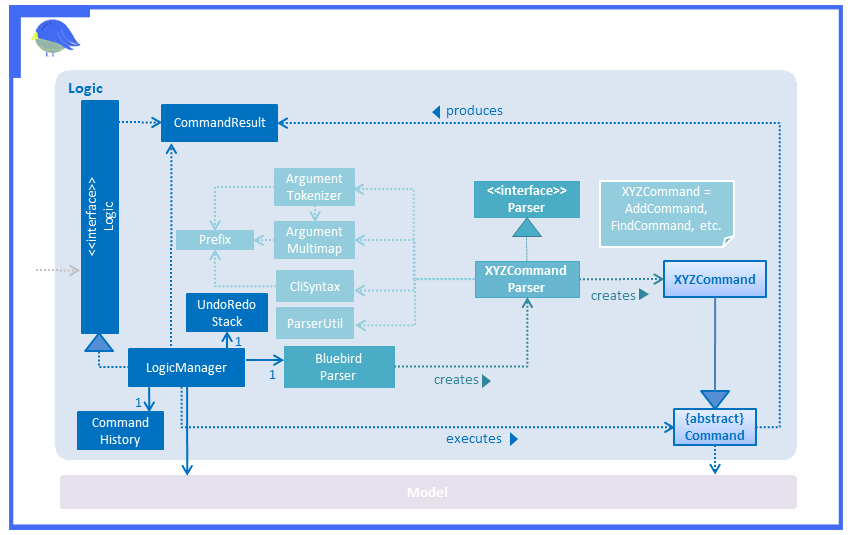 Logic
<<interface>>
Logic
CommandResult
produces
Argument
Tokenizer
<<interface>>
Parser
XYZCommand =
AddCommand,
FindCommand, etc.
Prefix
Argument
Multimap
XYZCommand
Parser
creates
XYZCommand
CliSyntax
UndoRedo
Stack
ParserUtil
1
LogicManager
1
Bluebird
Parser
creates
1
Command
History
executes
{abstract}
Command
Model